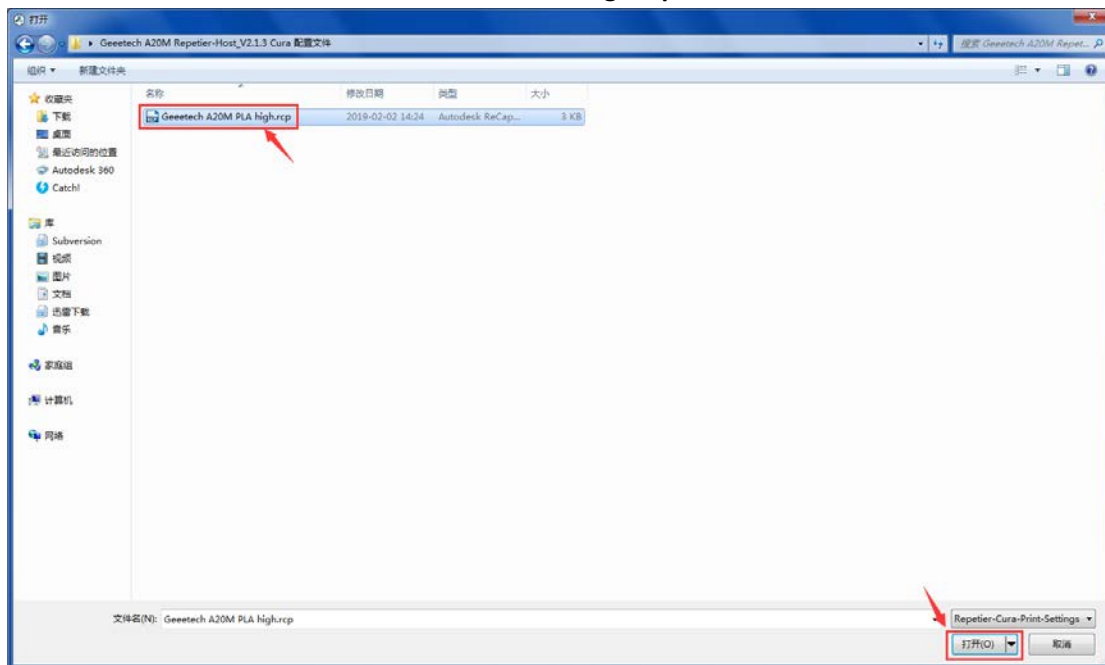 打开
Geeetech A20M Repetier-Host_V2.1.3 Cura 配置文件
搜索 Geeetech A20M Repet...
组织
新建文件夹
名称
修改日期
类型
大小
Geeetech A20M PLA high.rcp
2019-02-02 14:24
Autodesk ReCap...
3 KB
收藏夹
下载
桌面
最近访问的位置
Autodesk 360
Catch!
库
Subversion
视频
图片
文档
迅雷下载
音乐
家庭组
计算机
网络
文件名(N):
Geeetech A20M PLA high.rcp
Repetier-Cura-Print-Settings
打开(O)
取消